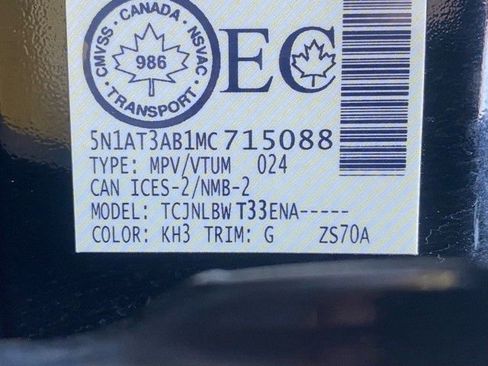 CMVSS · CANADA · NSVAC
986
TRANSPORT
EC
5N1AT3AB1MC715088
TYPE: MPV/VTUM 024
CAN ICES-2/NMB-2
MODEL: TCJNLBWT33ENA-----
COLOR: KH3 TRIM: G ZS70A